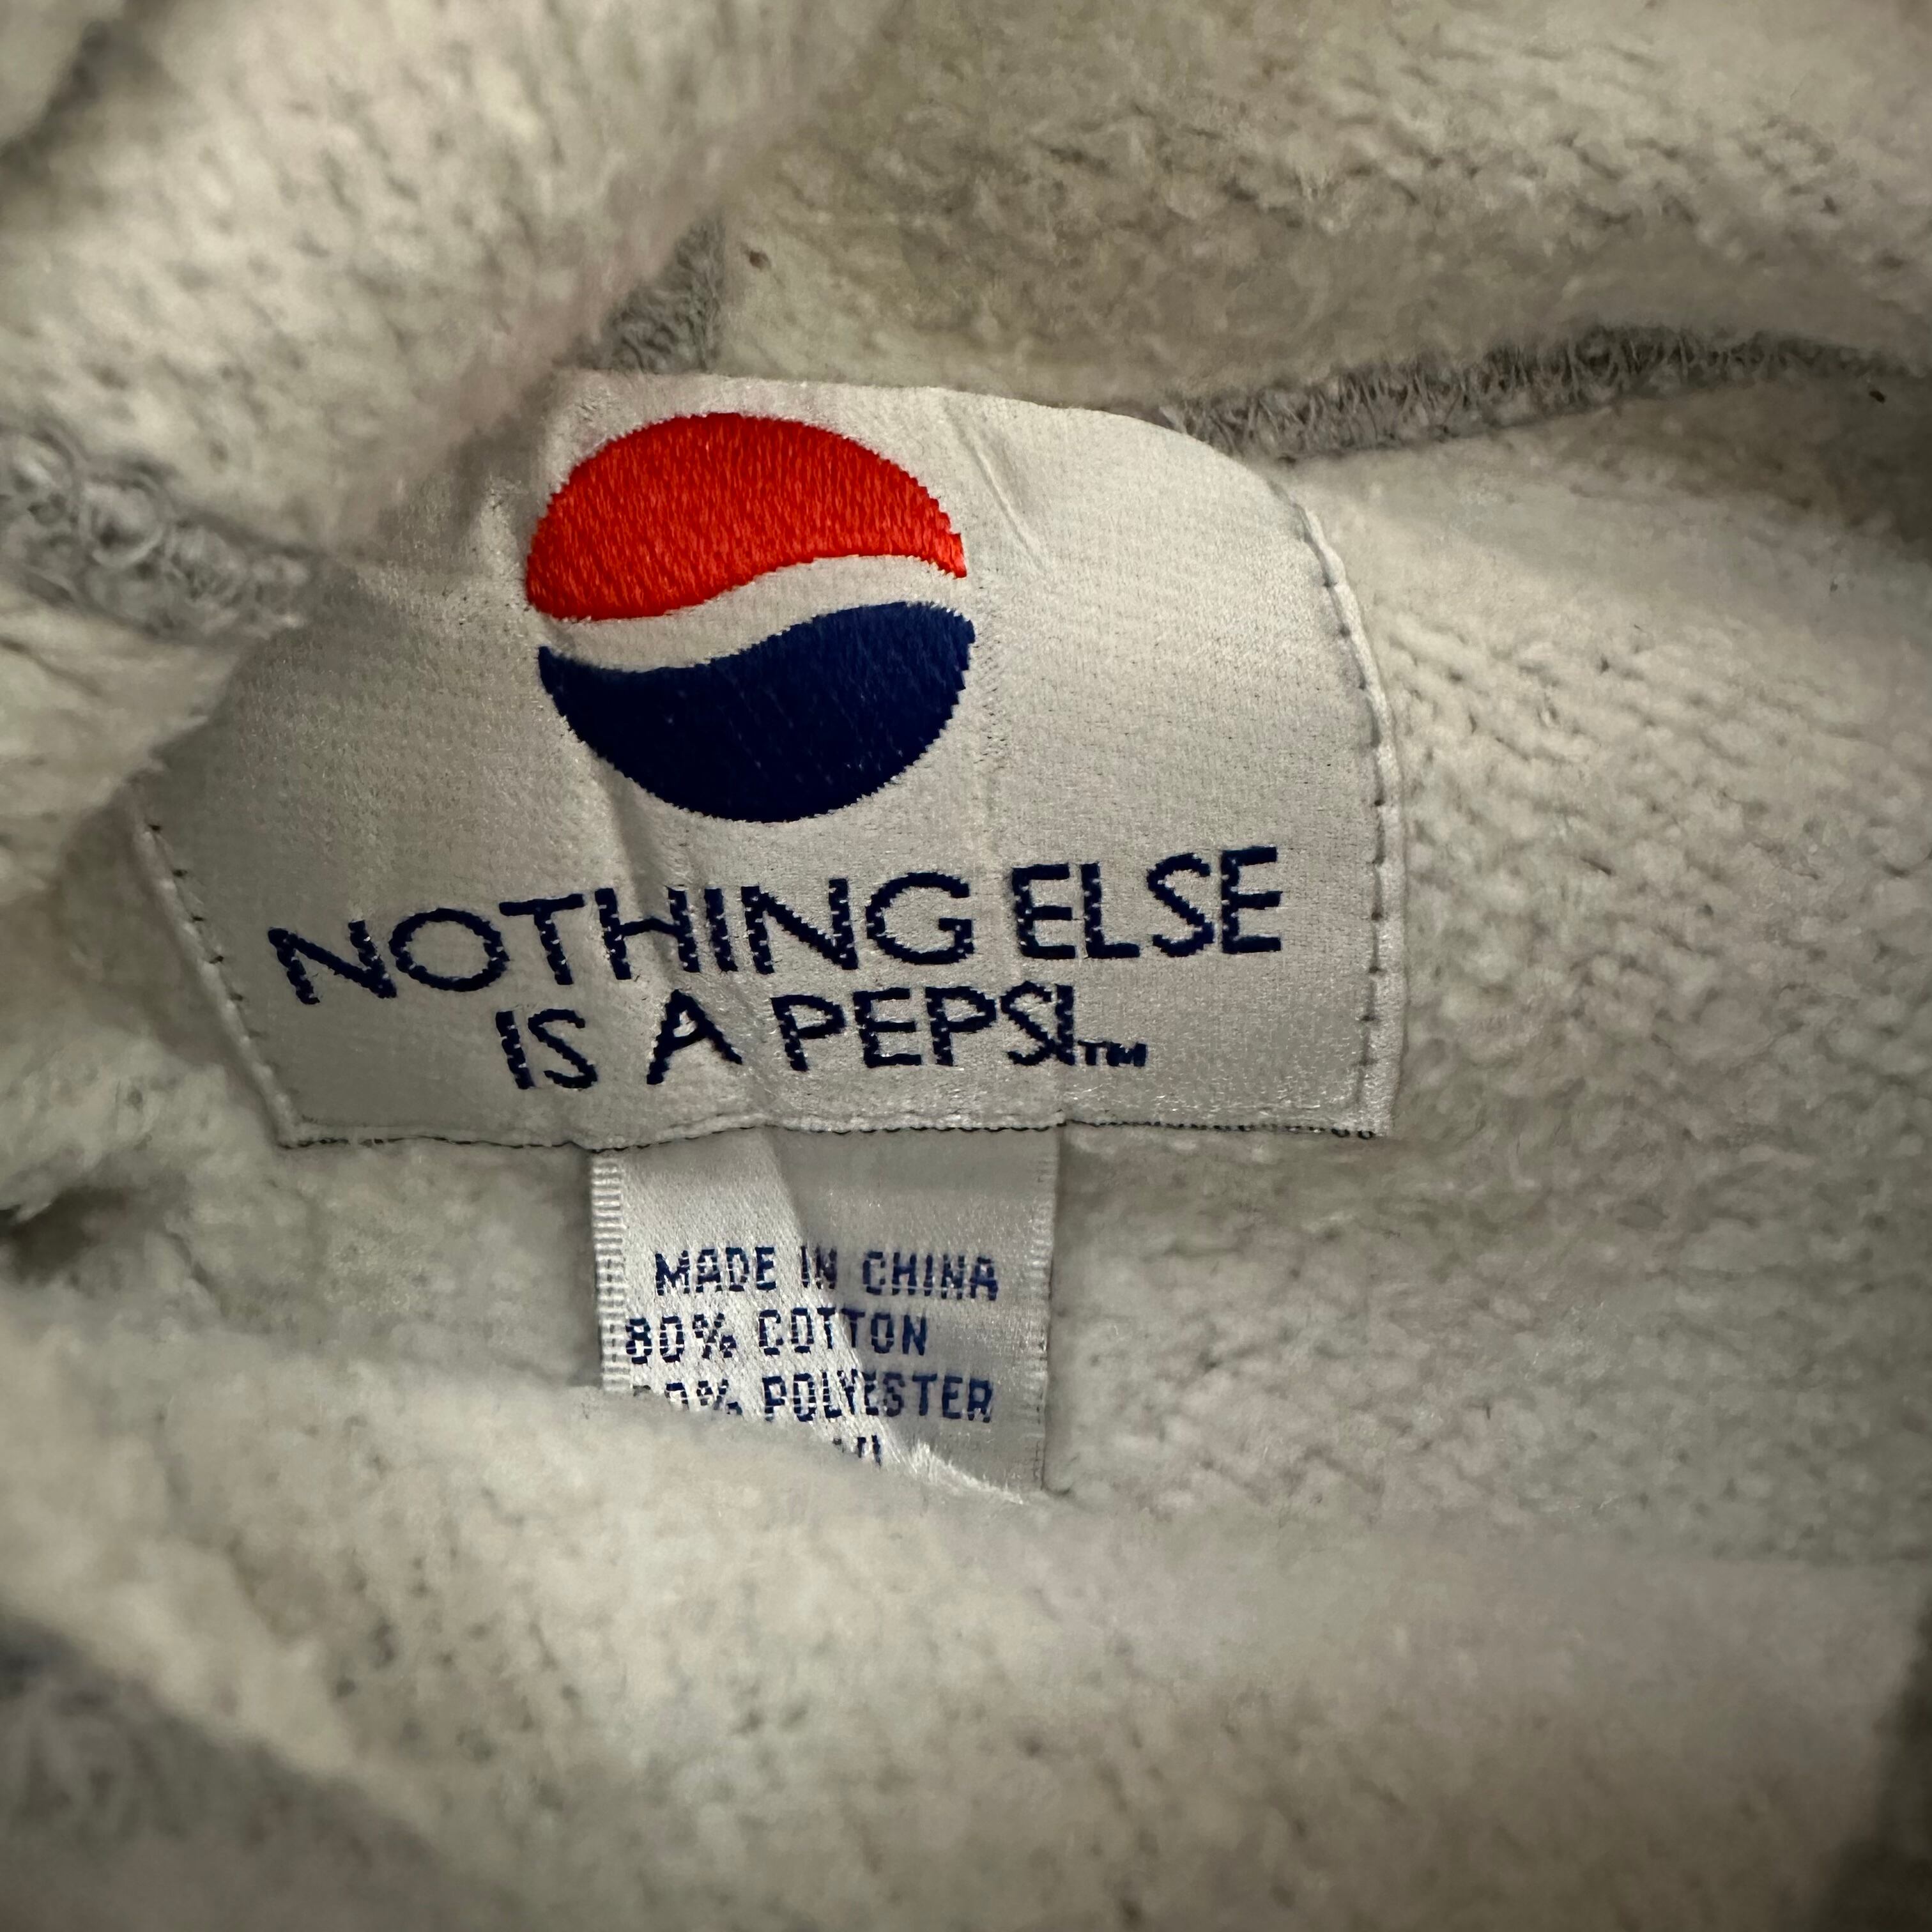 NOTHING ELSE
IS A PEPSI™
MADE IN CHINA
80% COTTON
POLYESTER